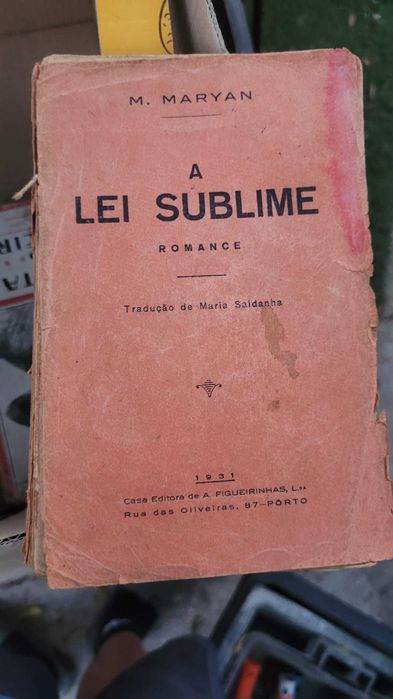 M. MARYAN
A
LEI SUBLIME
ROMANCE
Tradução de Maria Saldanha
1931
Casa Editora de A. FIGUEIRINHAS, L.da
Rua das Oliveiras, 87-PÔRTO